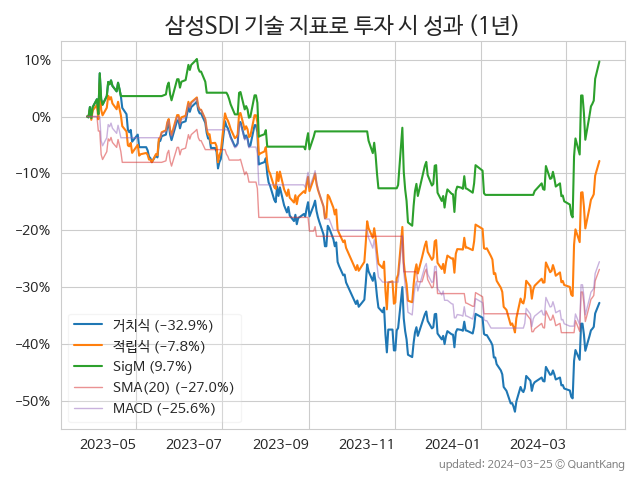 삼성SDI 기술 지표로 투자 시 성과 (1년)
10%
0%
−10%
−20%
−30%
−40%
−50%
거치식 (−32.9%)
적립식 (−7.8%)
SigM (9.7%)
SMA(20) (−27.0%)
MACD (−25.6%)
2023-05
2023-07
2023-09
2023-11
2024-01
2024-03
updated: 2024-03-25 ⓒ QuantKang